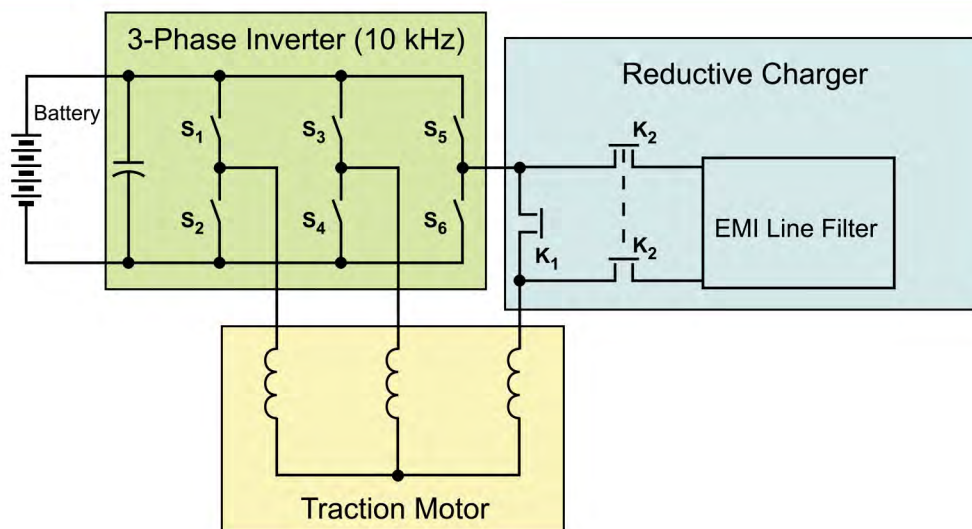 3-Phase Inverter (10 kHz)
Reductive Charger
Battery
S₁
S₃
S₅
K₂
S₂
S₄
S₆
K₁
K₂
EMI Line Filter
Traction Motor